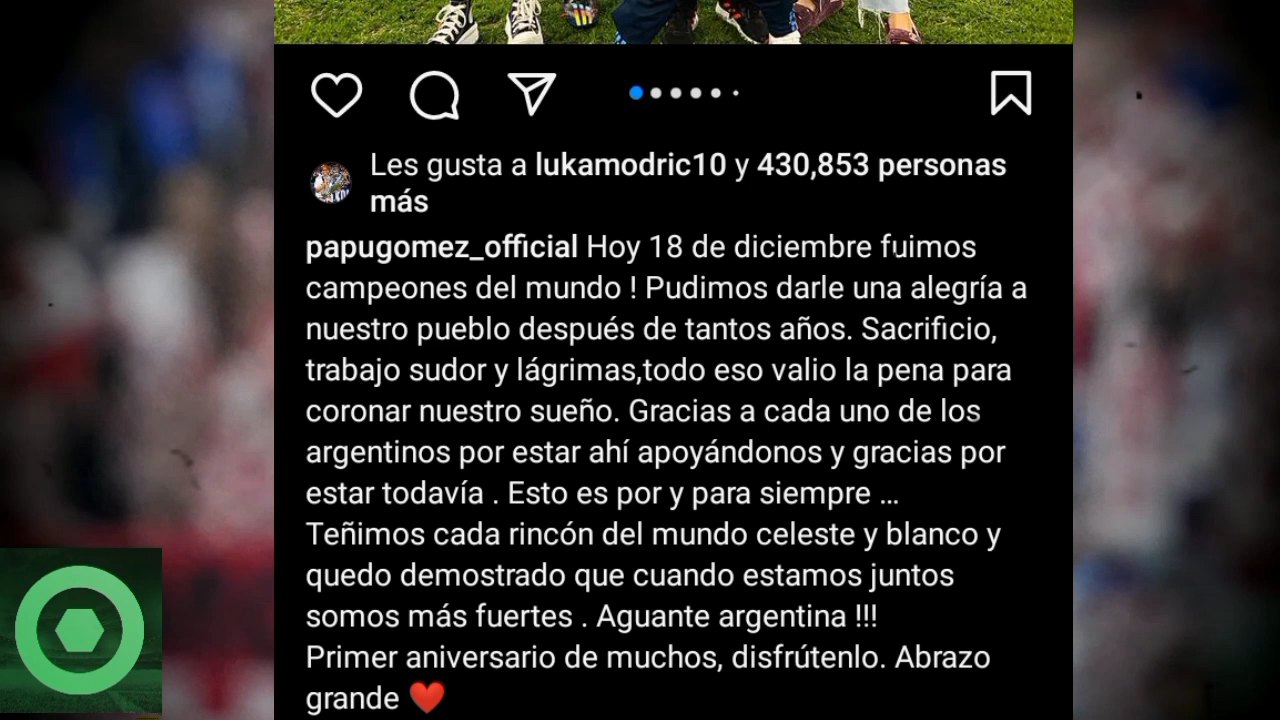 Les gusta a lukamodric10 y 430,853 personas
más
papugomez_official Hoy 18 de diciembre fuimos
campeones del mundo ! Pudimos darle una alegría a
nuestro pueblo después de tantos años. Sacrificio,
trabajo sudor y lágrimas,todo eso valio la pena para
coronar nuestro sueño. Gracias a cada uno de los
argentinos por estar ahí apoyándonos y gracias por
estar todavía . Esto es por y para siempre ...
Teñimos cada rincón del mundo celeste y blanco y
quedo demostrado que cuando estamos juntos
somos más fuertes . Aguante argentina !!!
Primer aniversario de muchos, disfrútenlo. Abrazo
grande ❤️